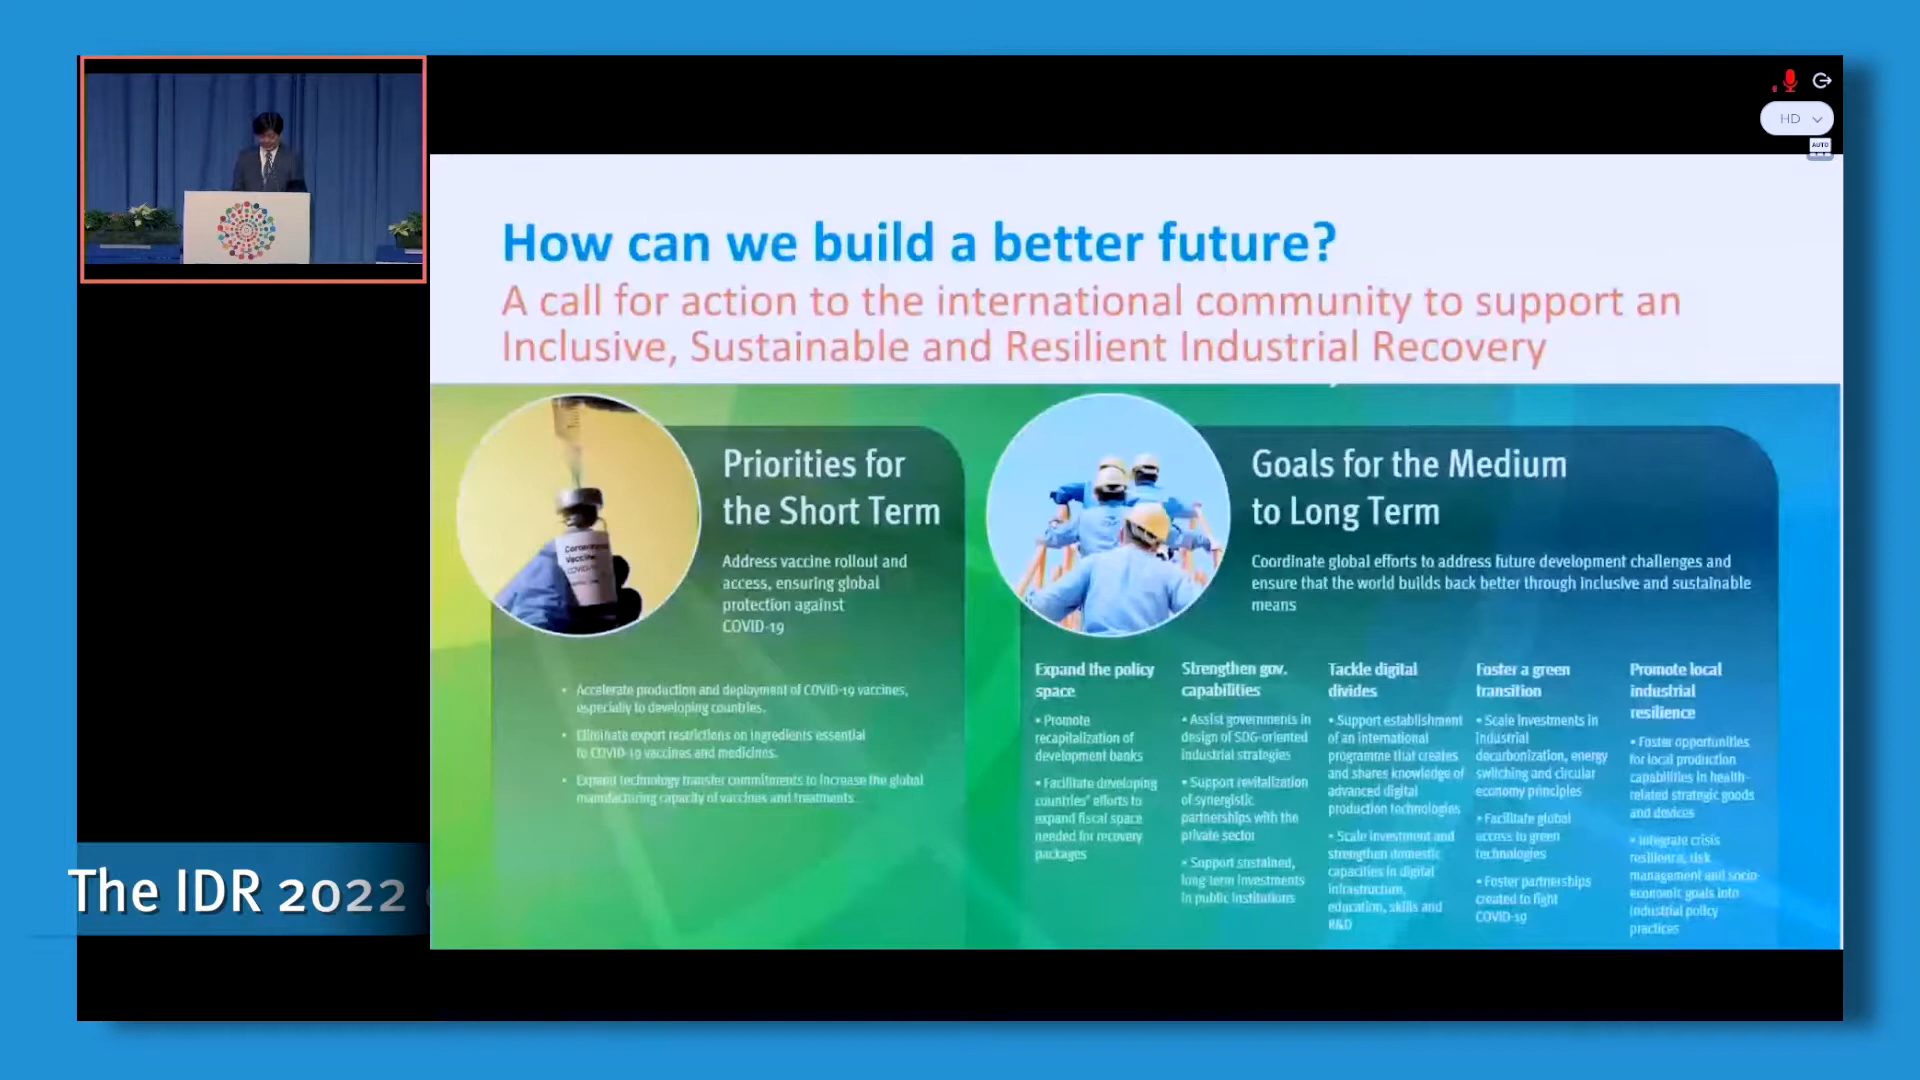 HD
AUTO
How can we build a better future?
A call for action to the international community to support an
Inclusive, Sustainable and Resilient Industrial Recovery
Priorities for
the Short Term
Address vaccine rollout and
access, ensuring global
protection against
COVID-19
Coronavirus
Vaccine
COVID-19
• Accelerate production and deployment of COVID-19 vaccines,
especially to developing countries.
• Eliminate export restrictions on ingredients essential
to COVID-19 vaccines and medicines.
• Expand technology transfer commitments to increase the global
manufacturing capacity of vaccines and treatments.
Goals for the Medium
to Long Term
Coordinate global efforts to address future development challenges and
ensure that the world builds back better through inclusive and sustainable
means
Expand the policy
space
• Promote
recapitalization of
development banks
• Facilitate developing
countries' efforts to
expand fiscal space
needed for recovery
packages
Strengthen gov.
capabilities
• Assist governments in
design of SDG-oriented
industrial strategies
• Support revitalization
of synergistic
partnerships with the
private sector
• Support sustained,
long term investments
in public institutions
Tackle digital
divides
• Support establishment
of an international
programme that creates
and shares knowledge of
advanced digital
production technologies
• Scale investment and
strengthen domestic
capacities in digital
infrastructure,
education, skills and
R&D
Foster a green
transition
• Scale investments in
industrial
decarbonization, energy
switching and circular
economy principles
• Facilitate global
access to green
technologies
• Foster partnerships
created to fight
COVID-19
Promote local
industrial
resilience
• Foster opportunities
for local production
capabilities in health-
related strategic goods
and devices
• Integrate crisis
resilience, risk
management and socio-
economic goals into
industrial policy
practices
The IDR 2022